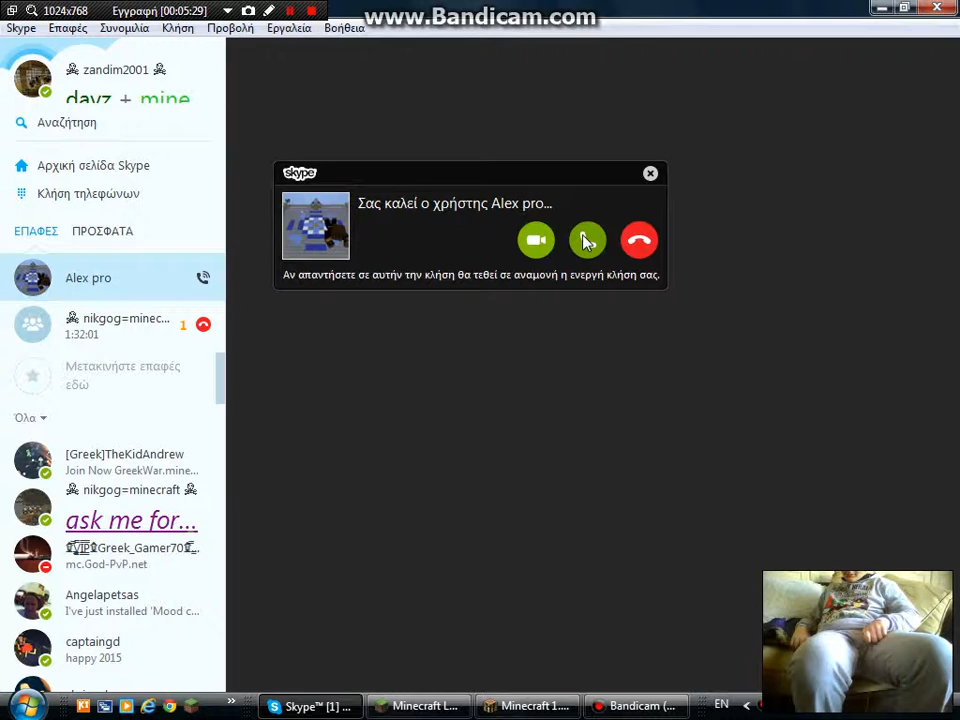 1024x768 Εγγραφή [00:05:29]
www.Bandicam.com
Skype Επαφές Συνομιλία Κλήση Προβολή Εργαλεία Βοήθεια
zandim2001
dayz + mine
Αναζήτηση
Αρχική σελίδα Skype
Κλήση τηλεφώνων
ΕΠΑΦΕΣ ΠΡΟΣΦΑΤΑ
Alex pro
nikgog=minec... 1
1:32:01
Μετακινήστε επαφές
εδώ
Όλα
[Greek]TheKidAndrew
Join Now GreekWar.mine...
nikgog=minecraft
ask me for...
Greek_Gamer70
mc.God-PvP.net
Angelapetsas
I've just installed 'Mood c...
captaingd
happy 2015
skype
Σας καλεί ο χρήστης Alex pro...
Αν απαντήσετε σε αυτήν την κλήση θα τεθεί σε αναμονή η ενεργή κλήση σας.
Skype™ [... Minecraft L... Minecraft 1.... Bandicam (... EN